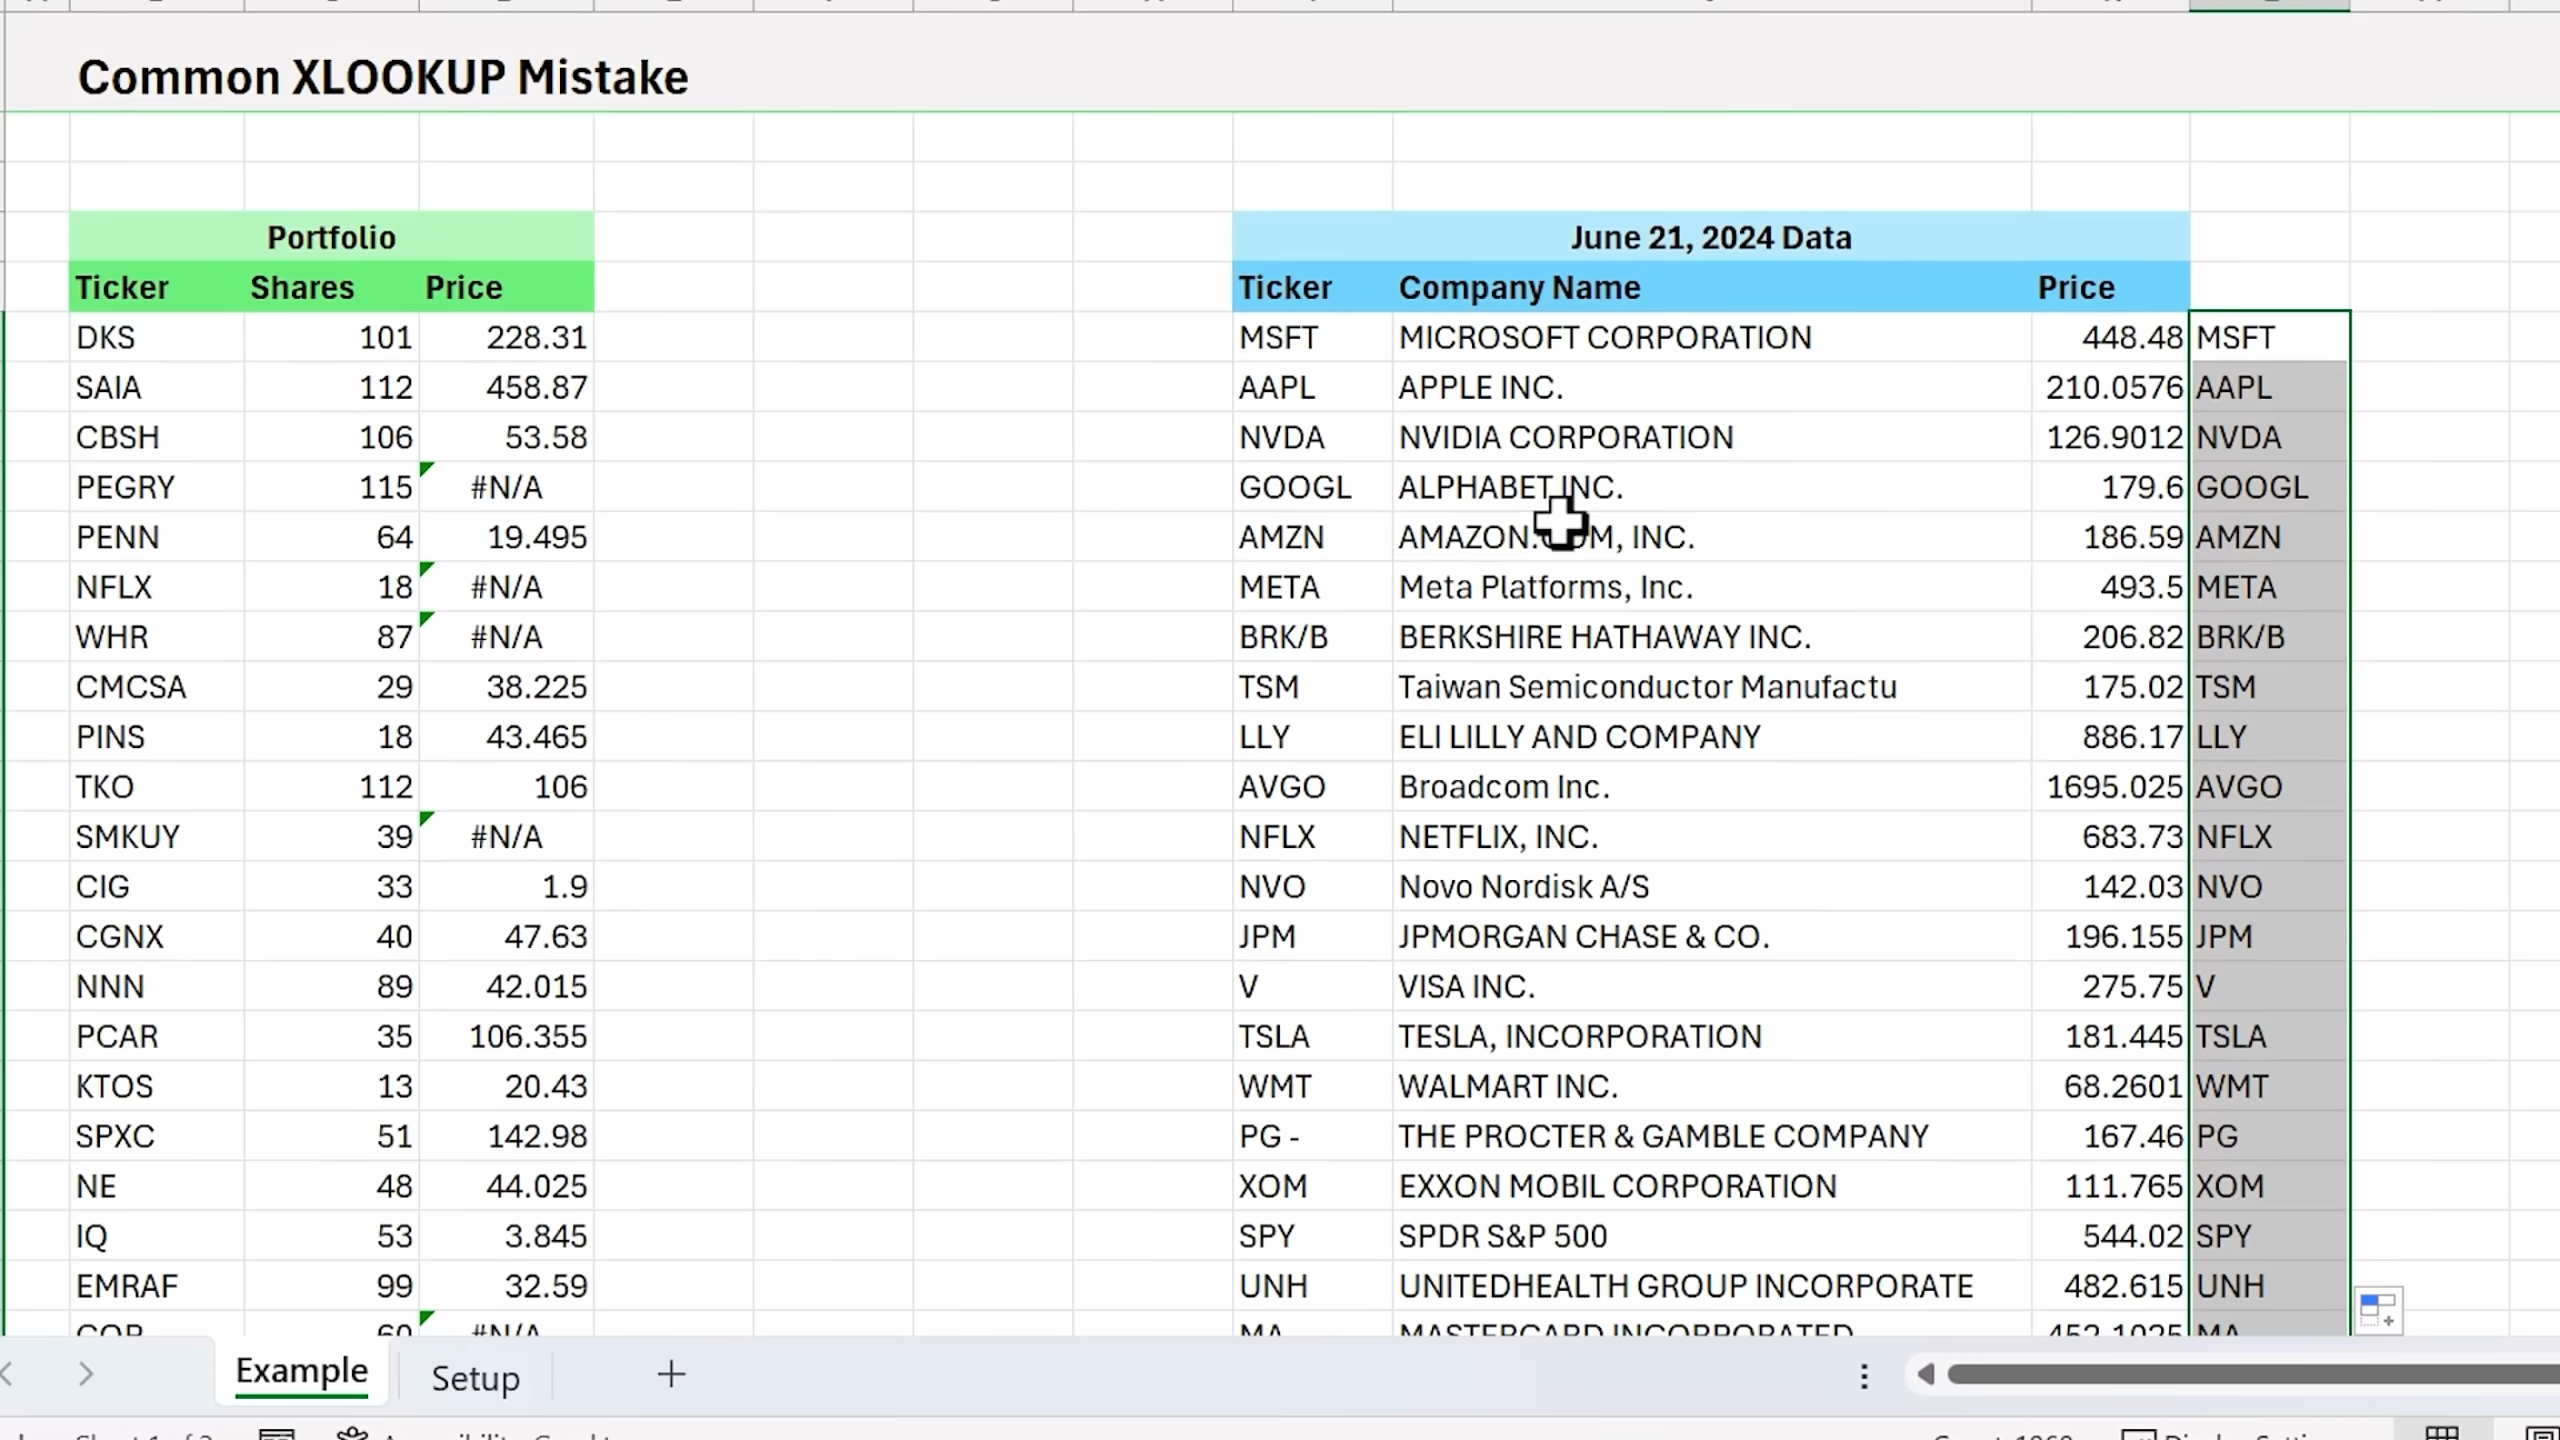 Common XLOOKUP Mistake
Portfolio
June 21, 2024 Data
Ticker Shares Price
Ticker Company Name Price
DKS 101 228.31 MSFT MICROSOFT CORPORATION 448.48 MSFT
SAIA 112 458.87 AAPL APPLE INC. 210.0576 AAPL
CBSH 106 53.58 NVDA NVIDIA CORPORATION 126.9012 NVDA
PEGRY 115 #N/A GOOGL ALPHABET INC. 179.6 GOOGL
PENN 64 19.495 AMZN , INC. 186.59 AMZN
NFLX 18 #N/A META Meta Platforms, Inc. 493.5 META
WHR 87 #N/A BRK/B BERKSHIRE HATHAWAY INC. 206.82 BRK/B
CMCSA 29 38.225 TSM Taiwan Semiconductor Manufactu 175.02 TSM
PINS 18 43.465 LLY ELI LILLY AND COMPANY 886.17 LLY
TKO 112 106 AVGO Broadcom Inc. 1695.025 AVGO
SMKUY 39 #N/A NFLX NETFLIX, INC. 683.73 NFLX
CIG 33 1.9 NVO Novo Nordisk A/S 142.03 NVO
CGNX 40 47.63 JPM JPMORGAN CHASE & CO. 196.155 JPM
NNN 89 42.015 V VISA INC. 275.75 V
PCAR 35 106.355 TSLA TESLA, INCORPORATION 181.445 TSLA
KTOS 13 20.43 WMT WALMART INC. 68.2601 WMT
SPXC 51 142.98 PG - THE PROCTER & GAMBLE COMPANY 167.46 PG
NE 48 44.025 XOM EXXON MOBIL CORPORATION 111.765 XOM
IQ 53 3.845 SPY SPDR S&P 500 544.02 SPY
EMRAF 99 32.59 UNH UNITEDHEALTH GROUP INCORPORATE 482.615 UNH
#N/A MA MASTERCARD INCORPORATED MA
Example Setup